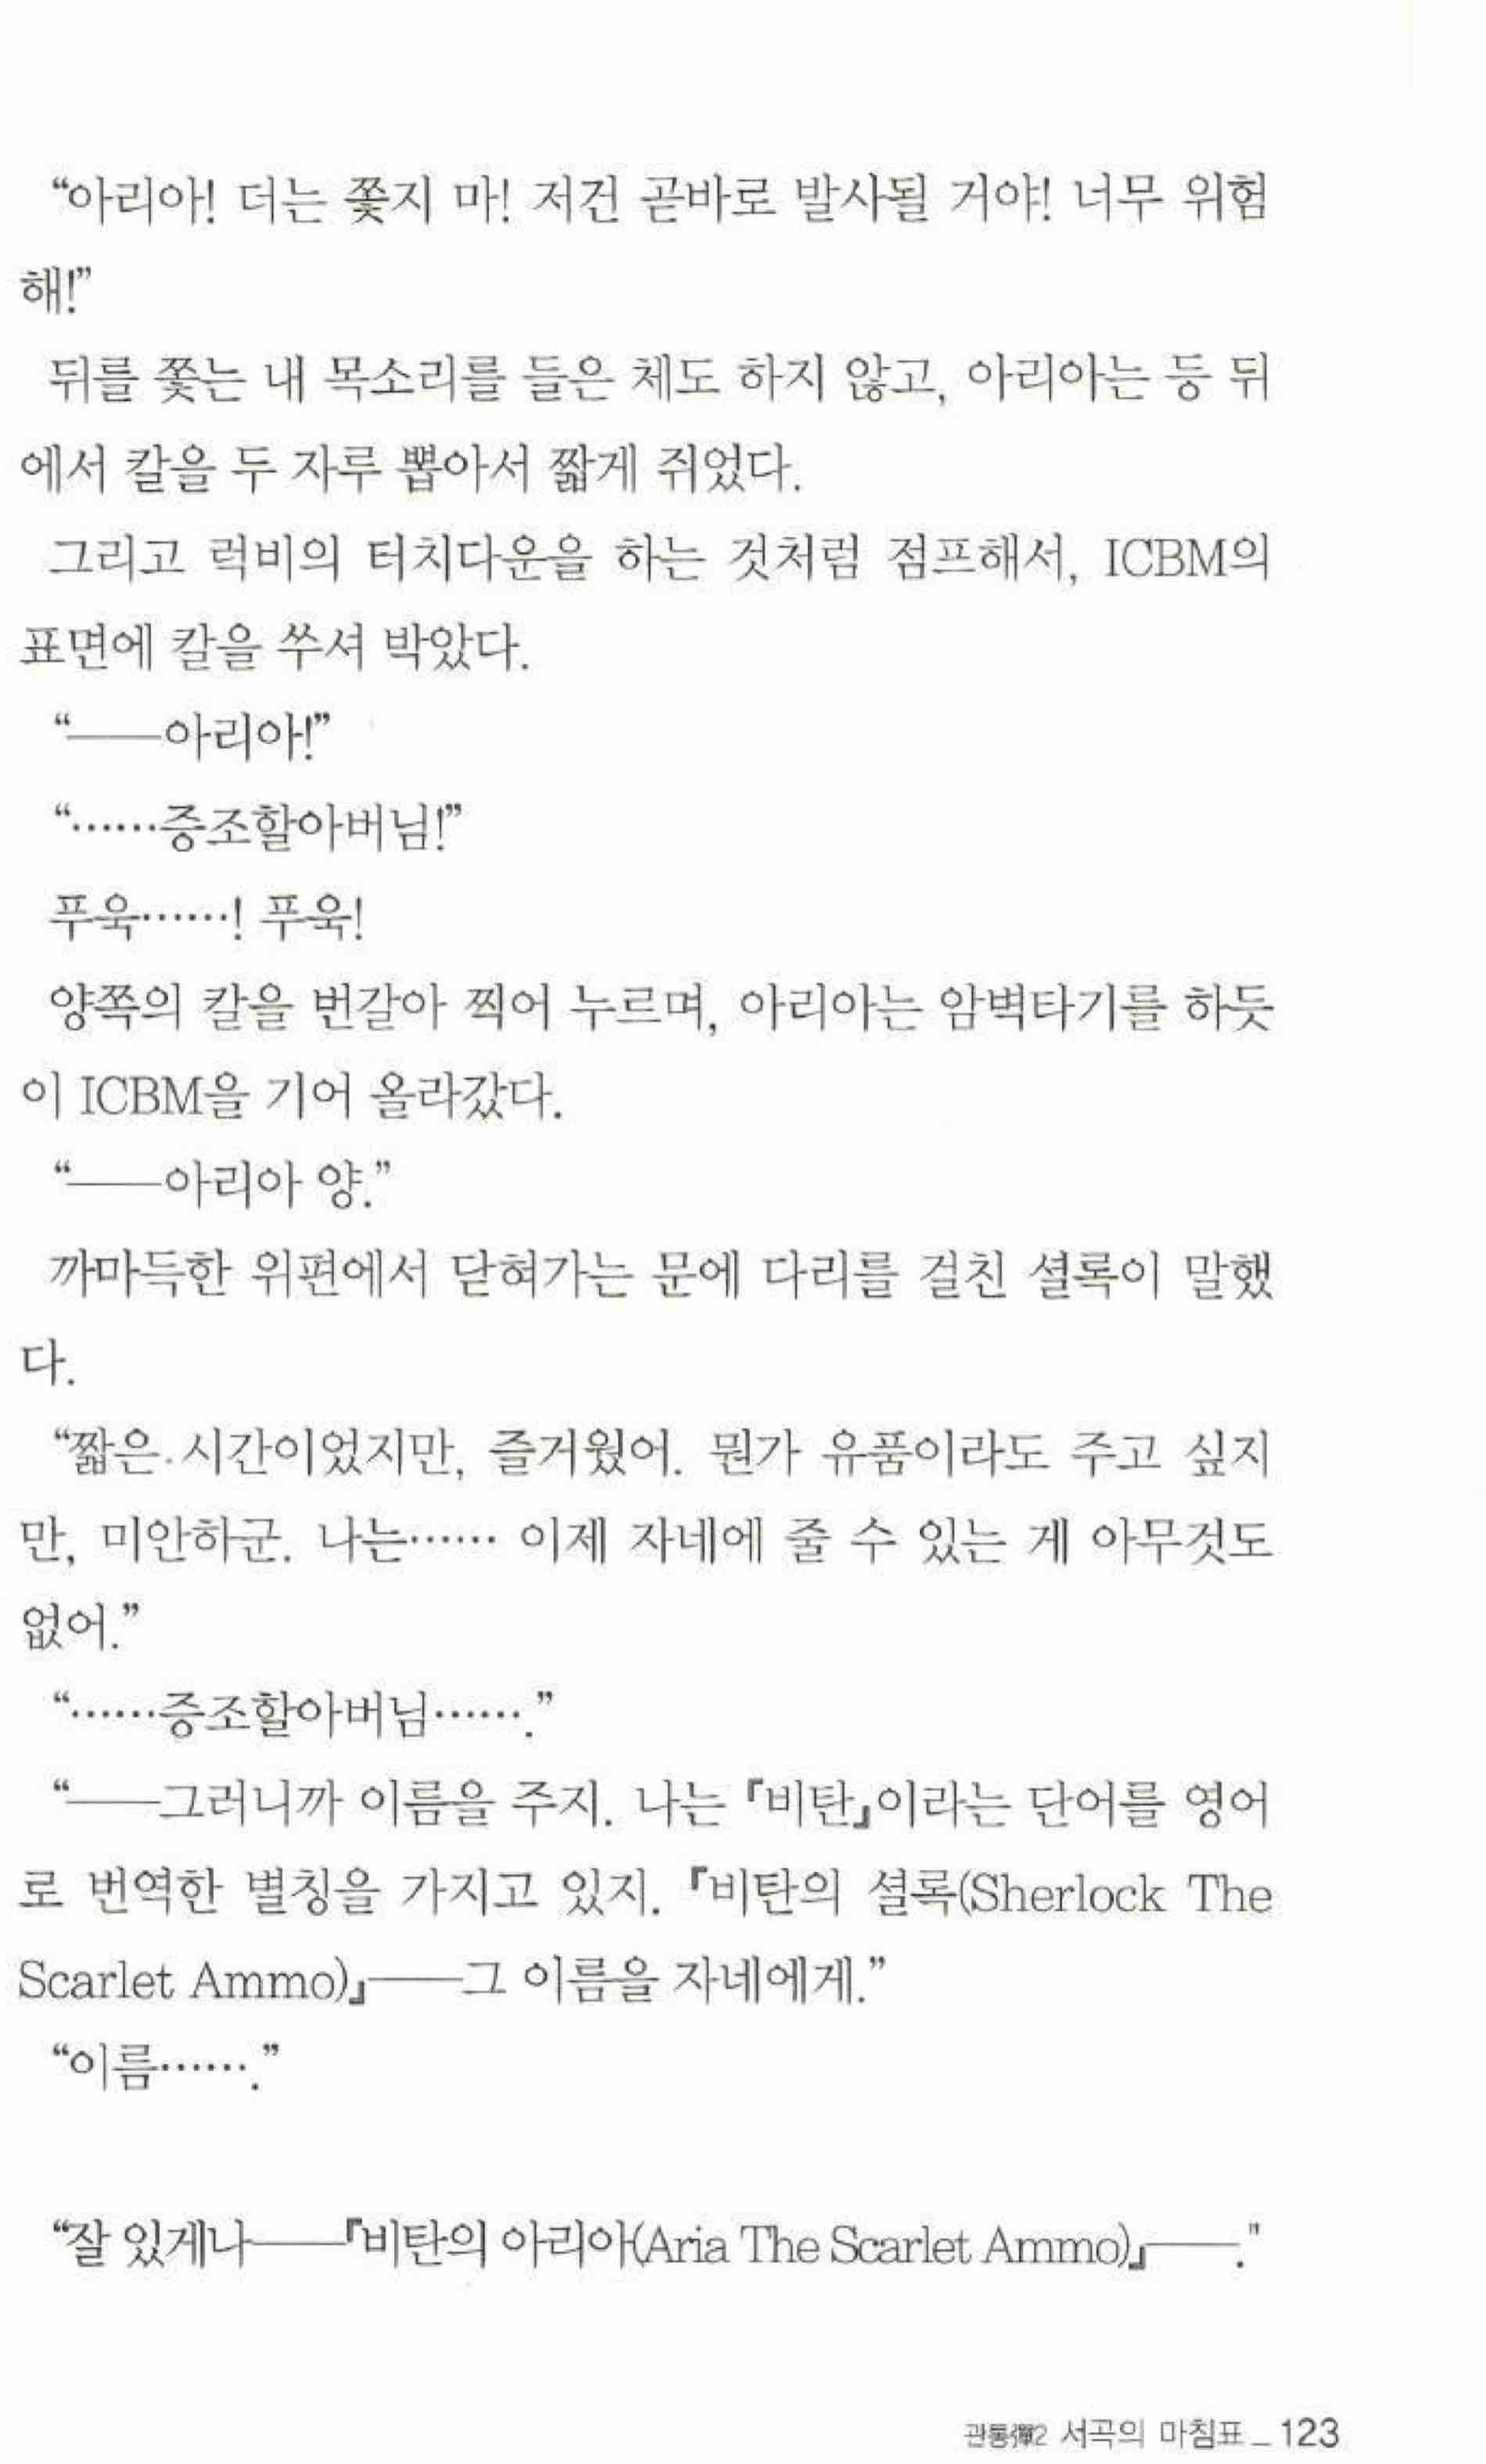 “아리아! 더는 쫓지 마! 저건 곧바로 발사될 거야! 너무 위험
해!”
뒤를 쫓는 내 목소리를 들은 체도 하지 않고, 아리아는 등 뒤
에서 칼을 두 자루 뽑아서 짧게 쥐었다.
그리고 럭비의 터치다운을 하는 것처럼 점프해서, ICBM의
표면에 칼을 쑤셔 박았다.
“──아리아!”
“……증조할아버님!”
푸욱……! 푸욱!
양쪽의 칼을 번갈아 찍어 누르며, 아리아는 암벽타기를 하듯
이 ICBM을 기어 올라갔다.
“──아리아 양.”
까마득한 위편에서 닫혀가는 문에 다리를 걸친 셜록이 말했
다.
“짧은 시간이었지만, 즐거웠어. 뭔가 유품이라도 주고 싶지
만, 미안하군. 나는…… 이제 자네에 줄 수 있는 게 아무것도
없어.”
“……증조할아버님…….”
“──그러니까 이름을 주지. 나는 『비탄』이라는 단어를 영어
로 번역한 별칭을 가지고 있지. 『비탄의 셜록(Sherlock The
Scarlet Ammo)』──그 이름을 자네에게.”
“이름…….”
“잘 있게나──『비탄의 아리아(Aria The Scarlet Ammo)』──."
관통彈2 서곡의 마침표 _ 123